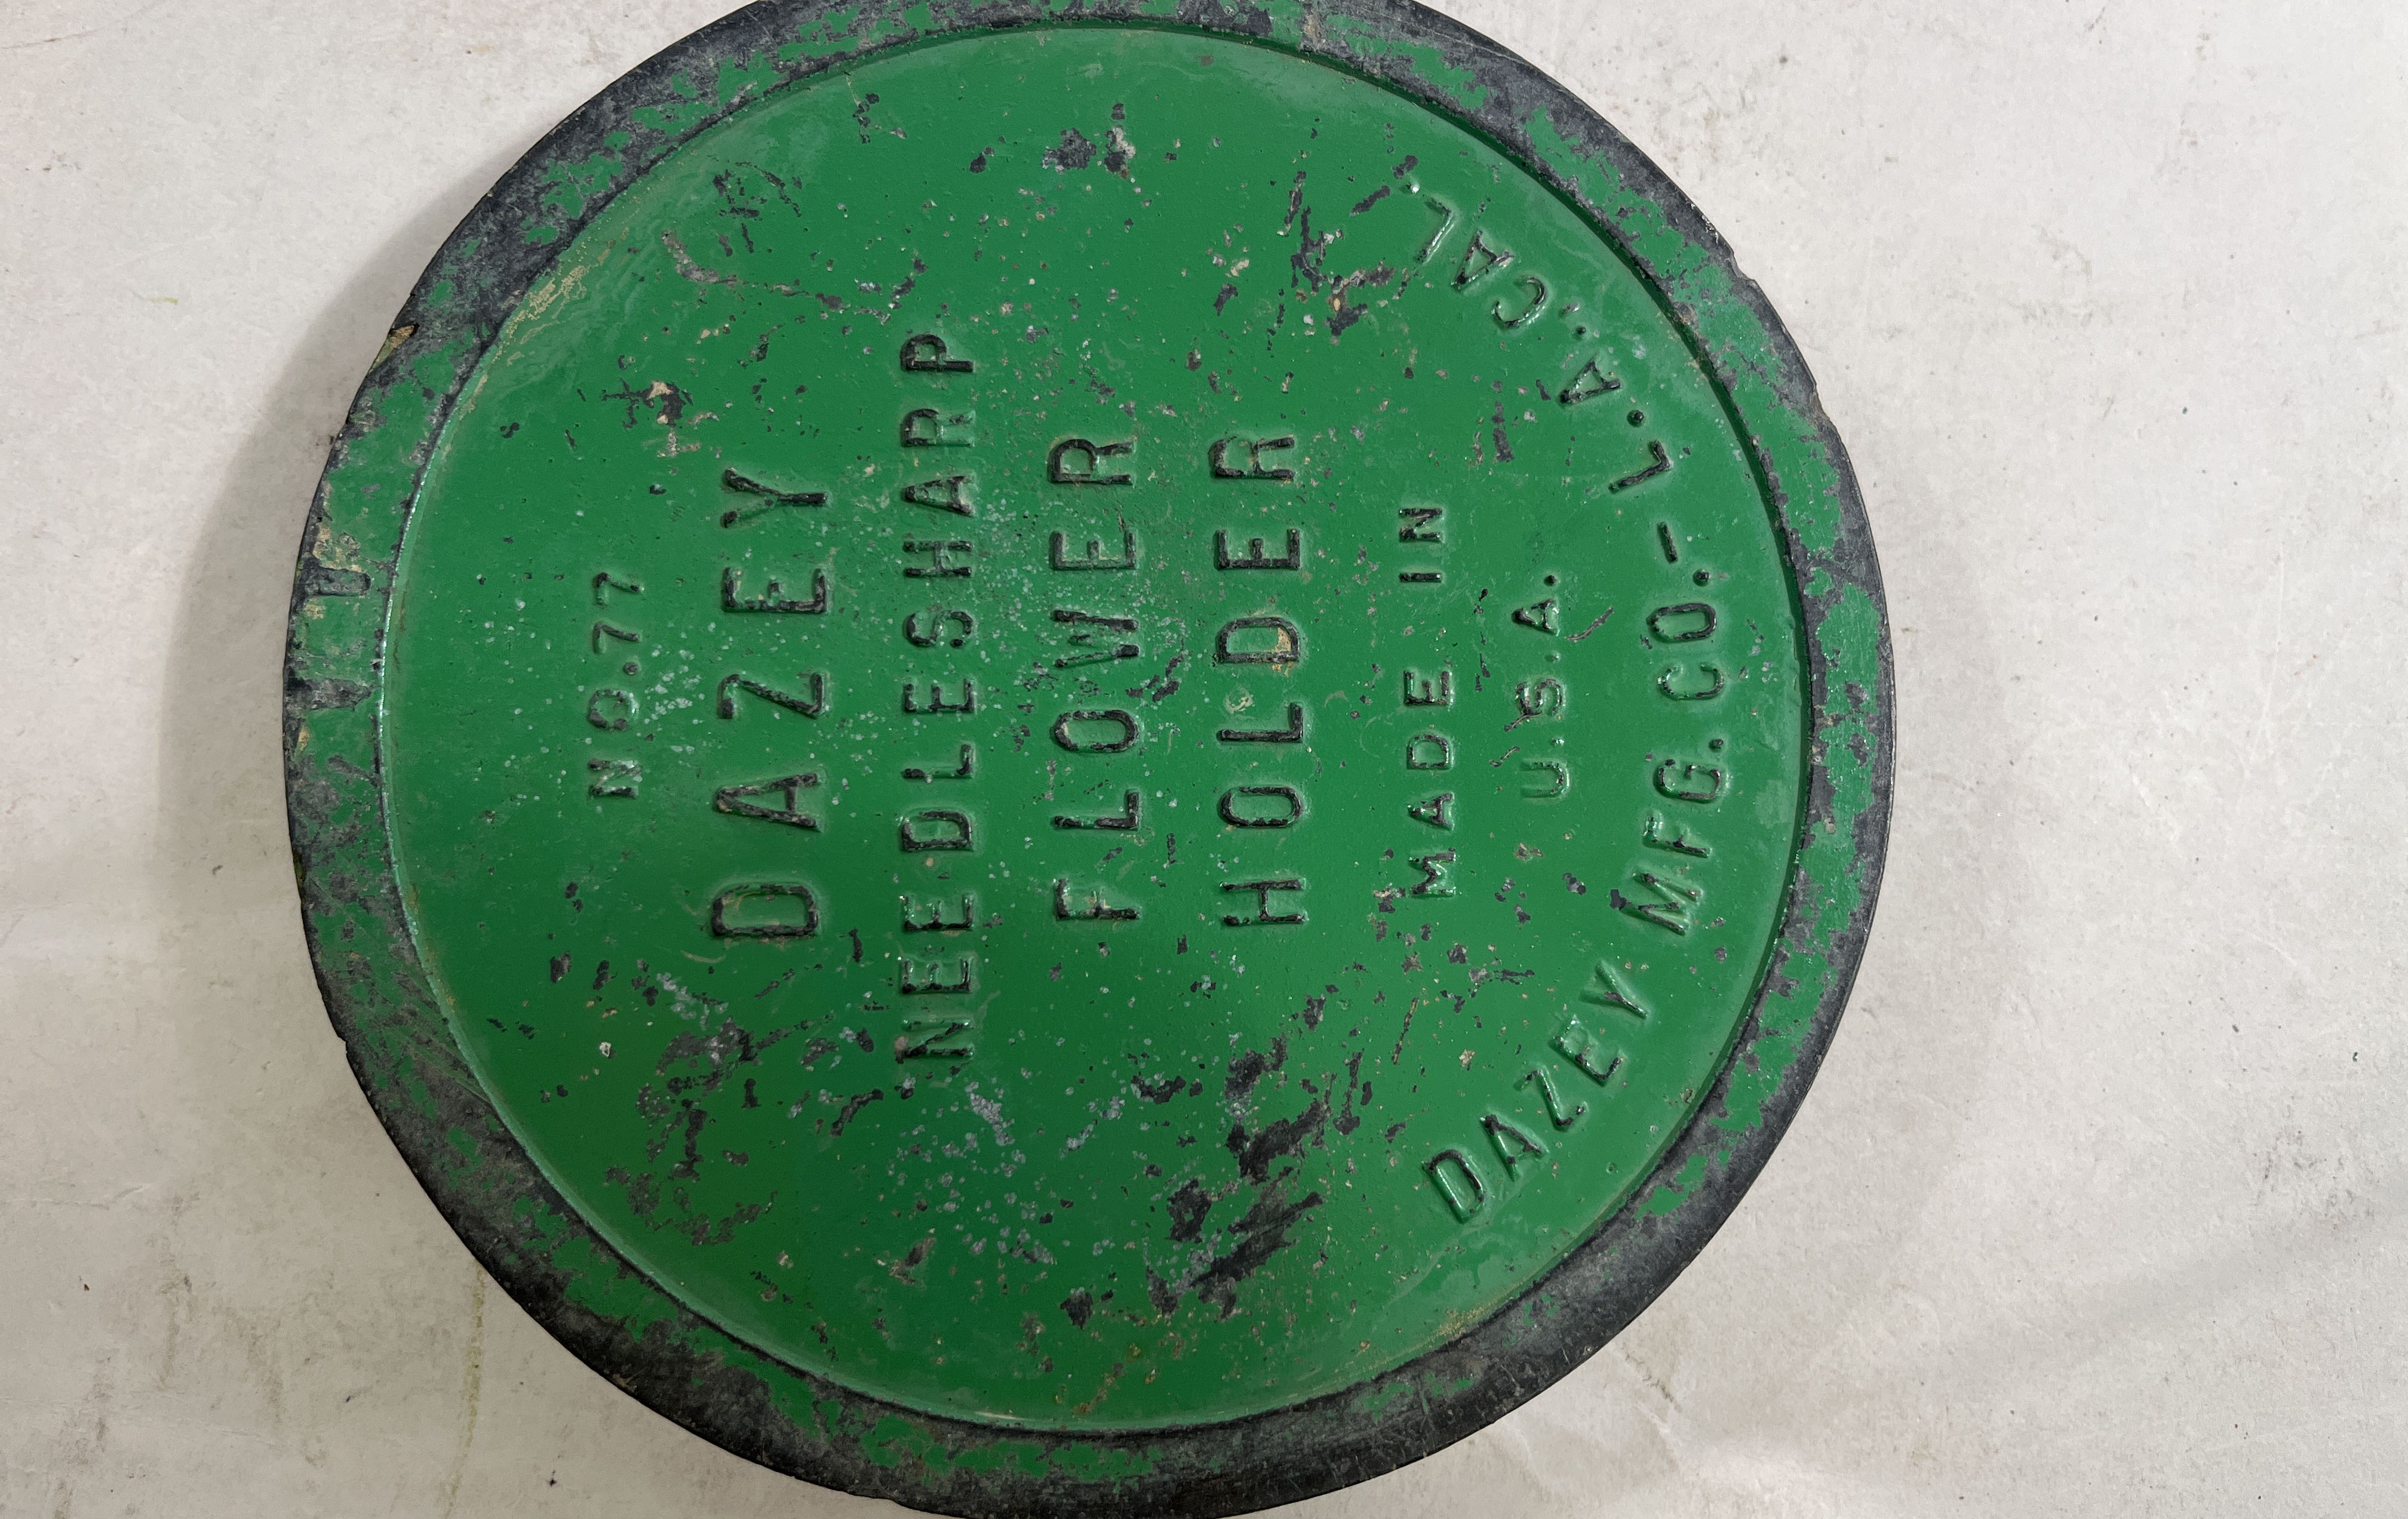 NO.77
DAZEY
NEEDLESHARP
FLOWER
HOLDER
MADE IN
U.S.A.
DAZEY MFG. CO.- L.A.,CAL.